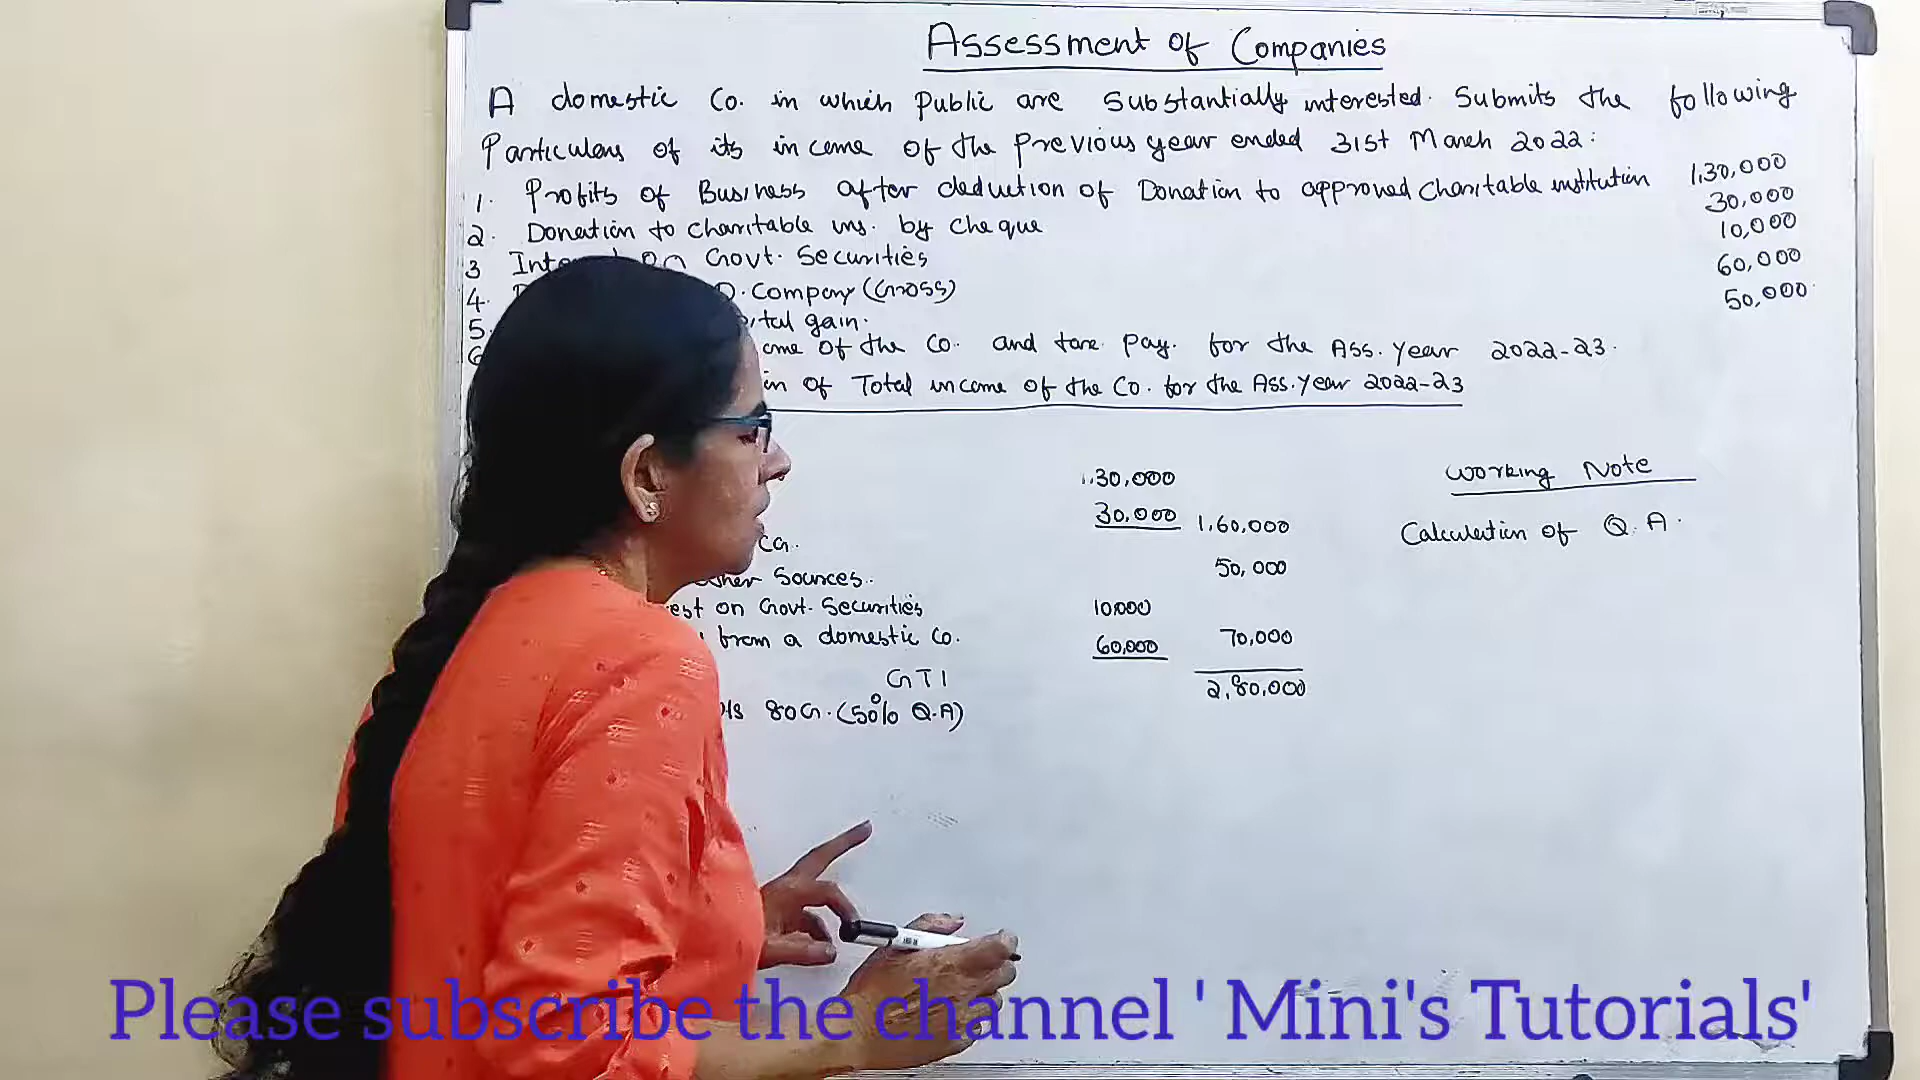 Assessment of Companies
A domestic Co. in which public are substantially interested. Submits the following
Particulars of its income of the previous year ended 31st March 2022:
1. Profits of Business after deduction of Donation to approved charitable institution 1,30,000
2. Donation to charitable ins. by cheque 30,000
3 Govt. Securities 10,000
4. Company (Gross) 60,000
5. gain. 50,000
of the Co. and tax pay. for the Ass. year 2022-23.
of Total income of the Co. for the Ass. Year 2022-23
1,30,000
30,000 1,60,000
CG. 50,000
Sources..
on Govt. Securities 10000
from a domestic Co. 60,000 70,000
GTI 2,80,000
80G. (50% Q.A)
Working Note
Calculation of Q.A.
Please subscribe the channel ' Mini's Tutorials'